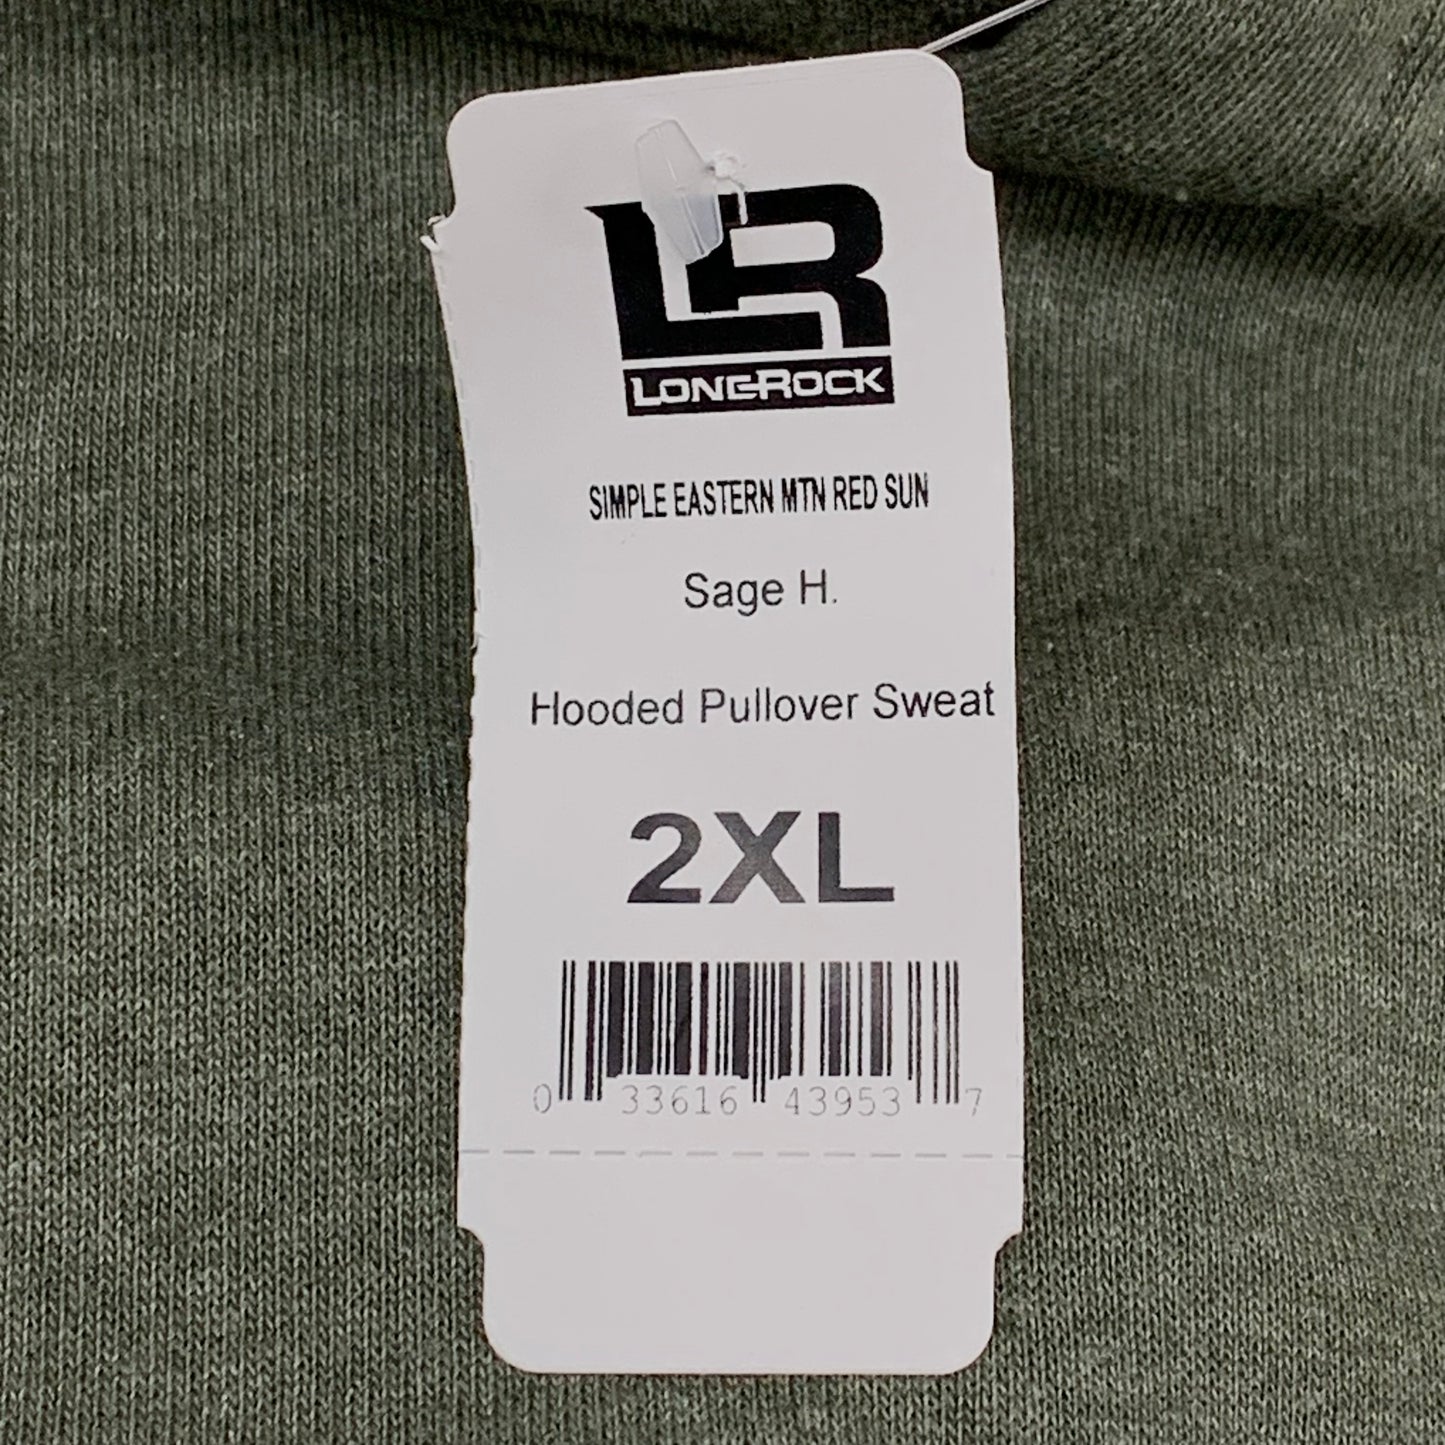 LR
LONEROCK
SIMPLE EASTERN MTN RED SUN
Sage H.
Hooded Pullover Sweat
2XL
0 33616 43953 7